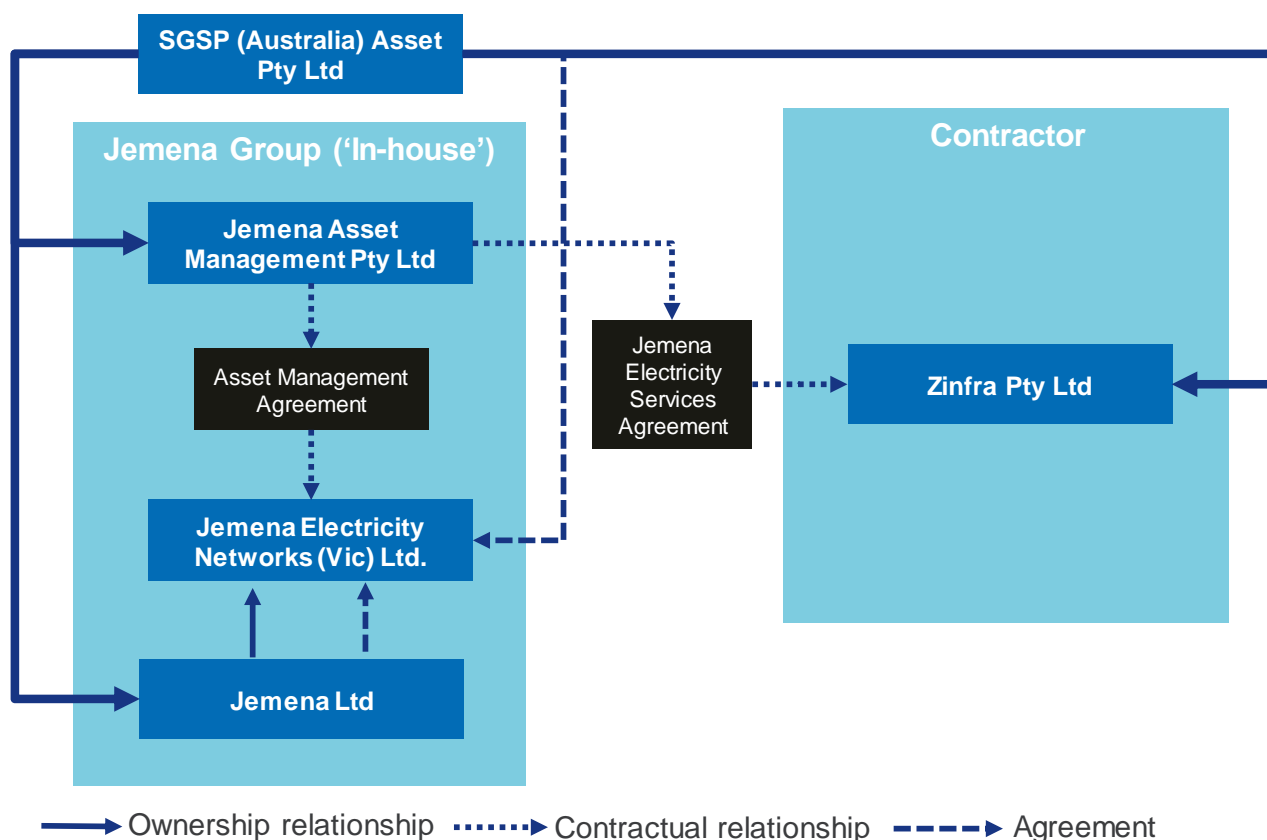 SGSP (Australia) Asset
Pty Ltd
Jemena Group (‘In-house’)
Contractor
Jemena Asset
Management Pty Ltd
Jemena
Electricity
Services
Agreement
Asset Management
Agreement
Zinfra Pty Ltd
Jemena Electricity
Networks (Vic) Ltd.
Jemena Ltd
Ownership relationship
Contractual relationship
Agreement